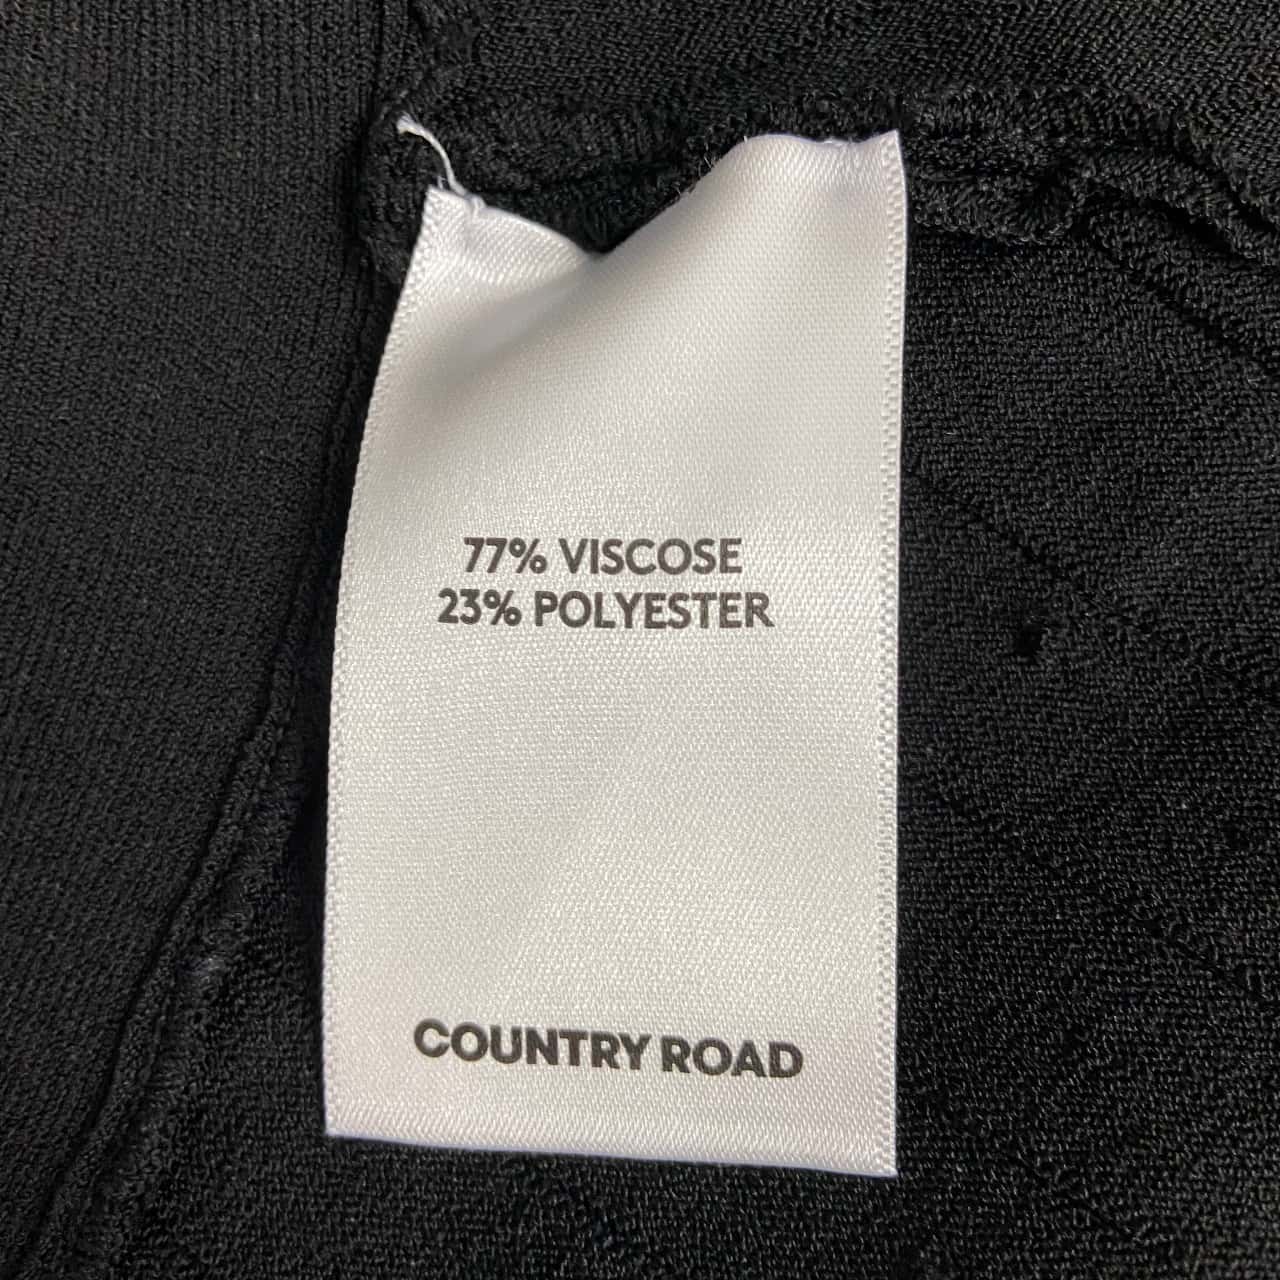 77% VISCOSE
23% POLYESTER
COUNTRY ROAD